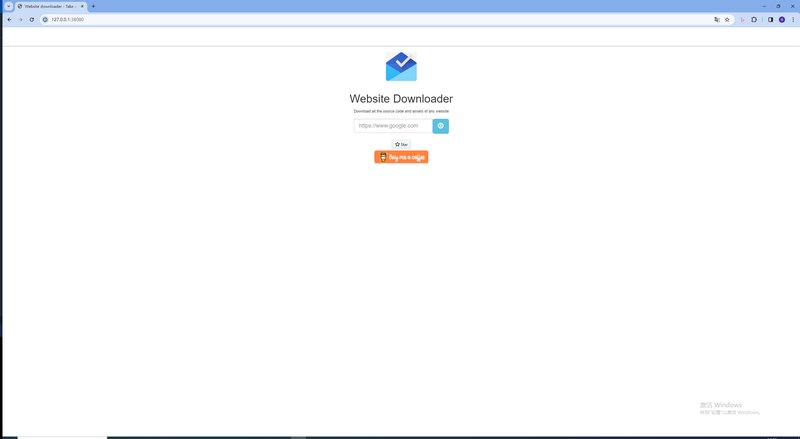 Website Downloader - Take
127.0.0.1:38080
Website Downloader
Download all the source code and assets of any website
https://www.google.com
Star
Buy me a coffee
激活 Windows
转到"设置"以激活 Windows。